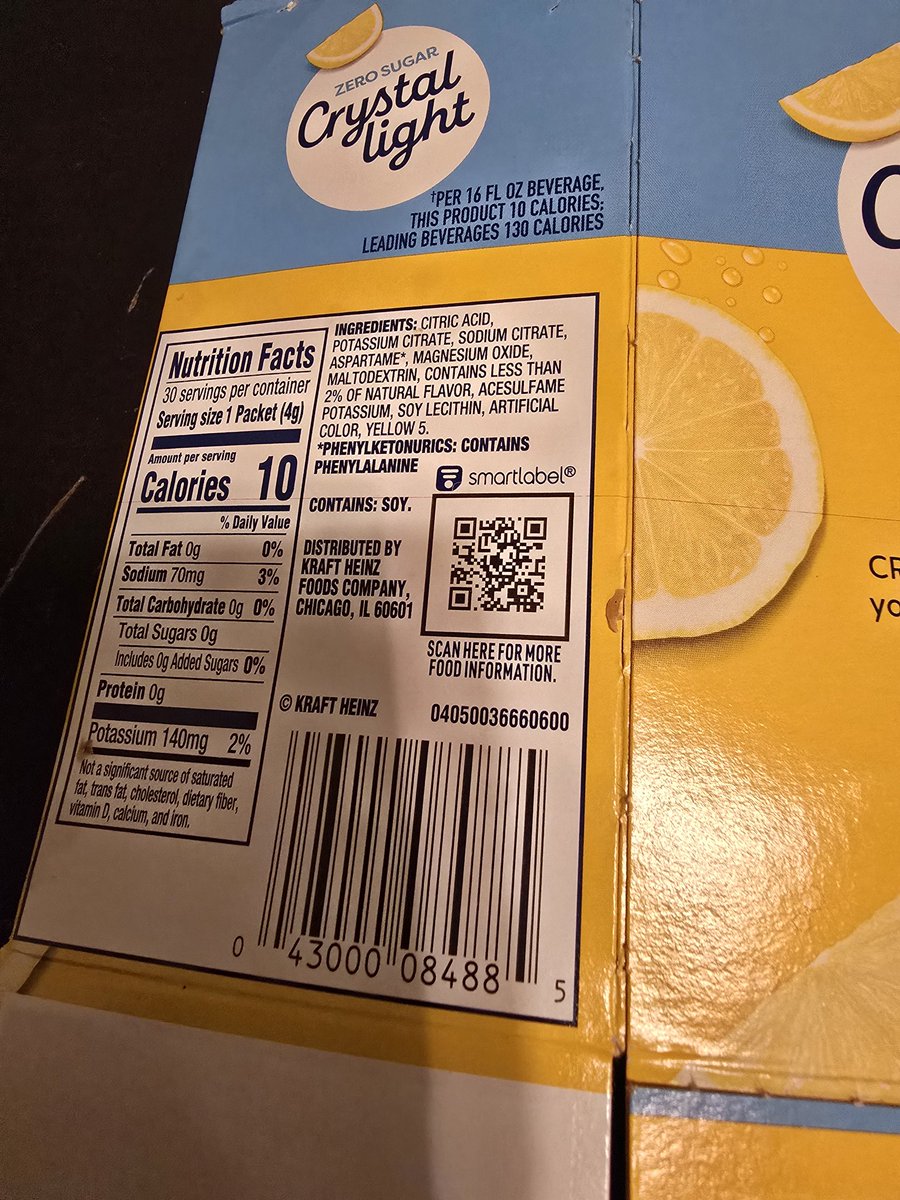 ZERO SUGAR
Crystal
light
†PER 16 FL OZ BEVERAGE,
THIS PRODUCT 10 CALORIES;
LEADING BEVERAGES 130 CALORIES
Nutrition Facts
30 servings per container
Serving size 1 Packet (4g)
Amount per serving
Calories 10
% Daily Value
Total Fat 0g 0%
Sodium 70mg 3%
Total Carbohydrate 0g 0%
Total Sugars 0g
Includes 0g Added Sugars 0%
Protein 0g
Potassium 140mg 2%
Not a significant source of saturated
fat, trans fat, cholesterol, dietary fiber,
vitamin D, calcium, and iron.
INGREDIENTS: CITRIC ACID,
POTASSIUM CITRATE, SODIUM CITRATE,
ASPARTAME*, MAGNESIUM OXIDE,
MALTODEXTRIN, CONTAINS LESS THAN
2% OF NATURAL FLAVOR, ACESULFAME
POTASSIUM, SOY LECITHIN, ARTIFICIAL
COLOR, YELLOW 5.
*PHENYLKETONURICS: CONTAINS
PHENYLALANINE
smartlabel®
CONTAINS: SOY.
DISTRIBUTED BY
KRAFT HEINZ
FOODS COMPANY,
CHICAGO, IL 60601
SCAN HERE FOR MORE
FOOD INFORMATION.
© KRAFT HEINZ
04050036660600
0 43000 08488 5
C
CR
yo